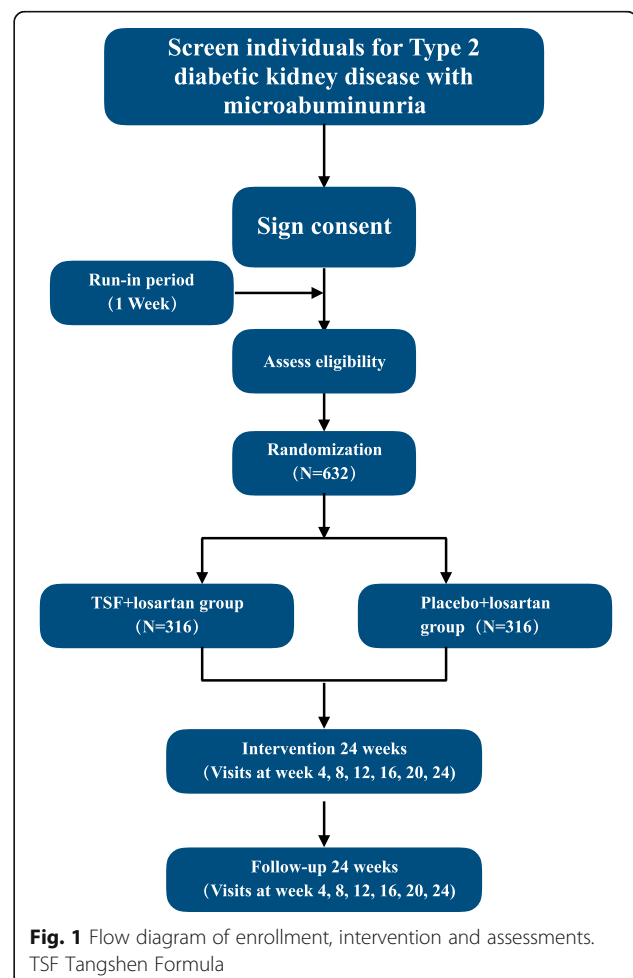 Screen individuals for Type 2
diabetic kidney disease with
microabuminunria
Sign consent
Run-in period
（1 Week）
Assess eligibility
Randomization
（N=632）
TSF+losartan group
（N=316）
Placebo+losartan
group（N=316）
Intervention 24 weeks
（Visits at week 4, 8, 12, 16, 20, 24)
Follow-up 24 weeks
（Visits at week 4, 8, 12, 16, 20, 24)
Fig. 1 Flow diagram of enrollment, intervention and assessments.
TSF Tangshen Formula